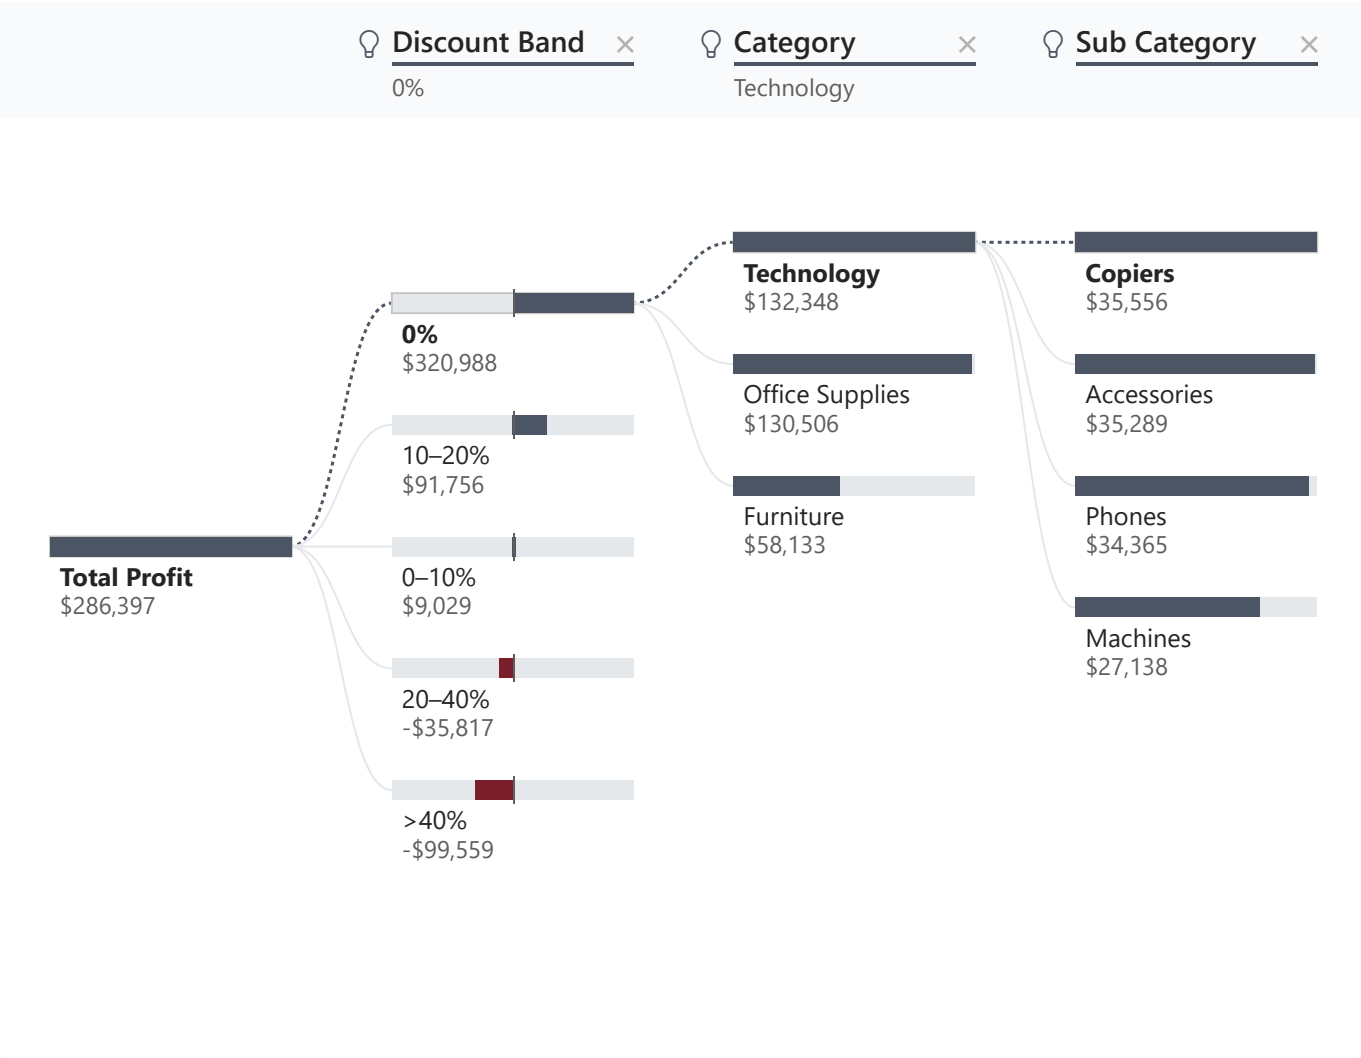 Discount Band
Category
Sub Category
0%
Technology
Total Profit
$286,397
0%
$320,988
10–20%
$91,756
0–10%
$9,029
20–40%
-$35,817
>40%
-$99,559
Technology
$132,348
Office Supplies
$130,506
Furniture
$58,133
Copiers
$35,556
Accessories
$35,289
Phones
$34,365
Machines
$27,138